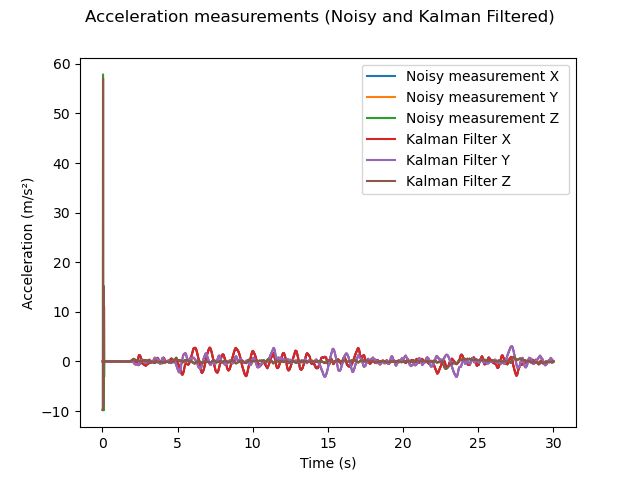 Acceleration measurements (Noisy and Kalman Filtered)
60
50
40
30
20
10
0
−10
Acceleration (m/s²)
Noisy measurement X
Noisy measurement Y
Noisy measurement Z
Kalman Filter X
Kalman Filter Y
Kalman Filter Z
0 5 10 15 20 25 30
Time (s)